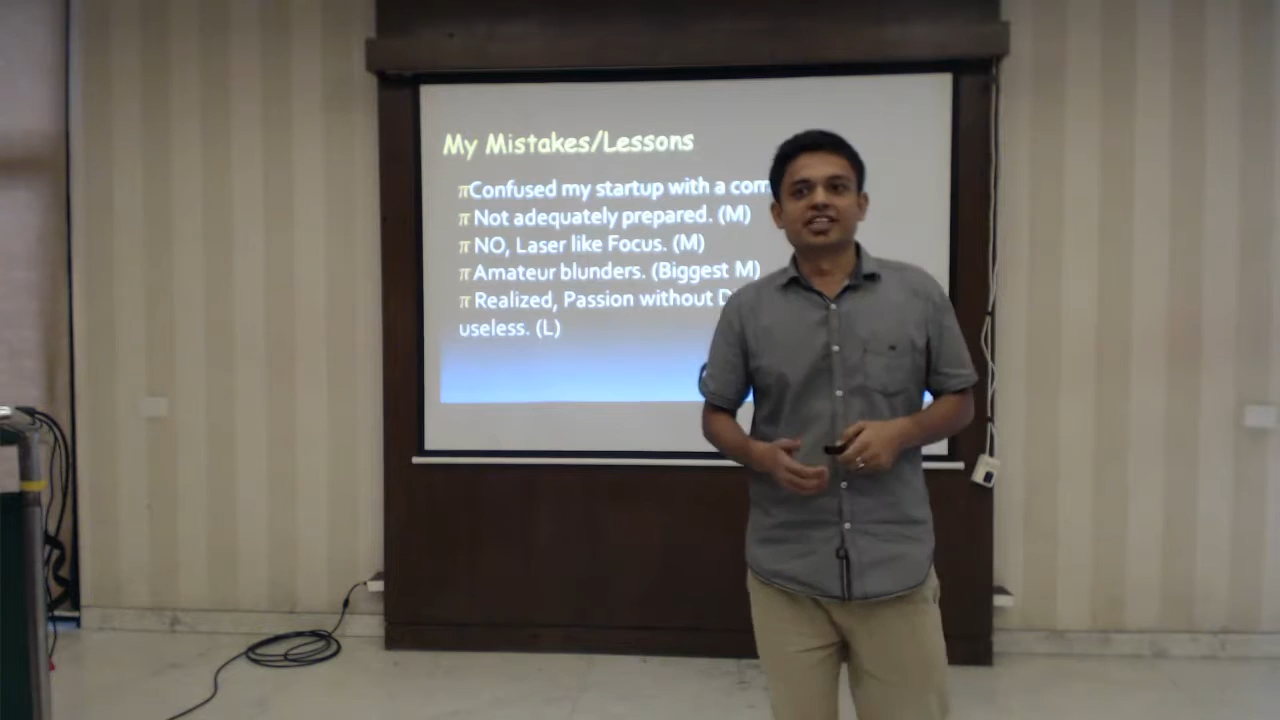 My Mistakes/Lessons
πConfused my startup with a
π Not adequately prepared. (M)
π NO, Laser like Focus. (M)
π Amateur blunders. (Biggest M)
π Realized, Passion without
useless. (L)